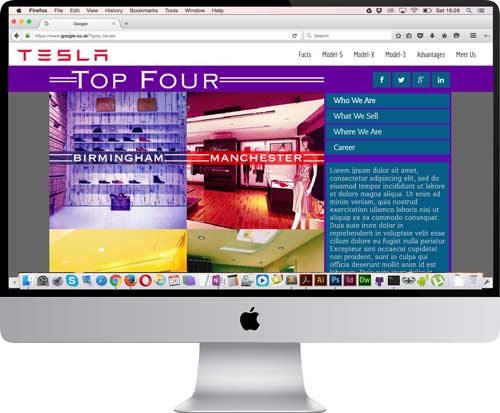 Firefox File Edit View History Bookmarks Tools Window Help
Sat 16:26
Google
https://www.google.co.uk/?gws_rd=ssl
Search
TESLA
Facts Model-S Model-X Model-3 Advantages Meet Us
TOP FOUR
BIRMINGHAM
MANCHESTER
Who We Are
What We Sell
Where We Are
Career
Lorem ipsum dolor sit amet,
consectetur adipiscing elit, sed do
eiusmod tempor incididunt ut labore
et dolore magna aliqua. Ut enim ad
minim veniam, quis nostrud
exercitation ullamco laboris nisi ut
aliquip ex ea commodo consequat.
Duis aute irure dolor in
reprehenderit in voluptate velit esse
cillum dolore eu fugiat nulla pariatur.
Excepteur sint occaecat cupidatat
non proident, sunt in culpa qui
officia deserunt mollit anim id est